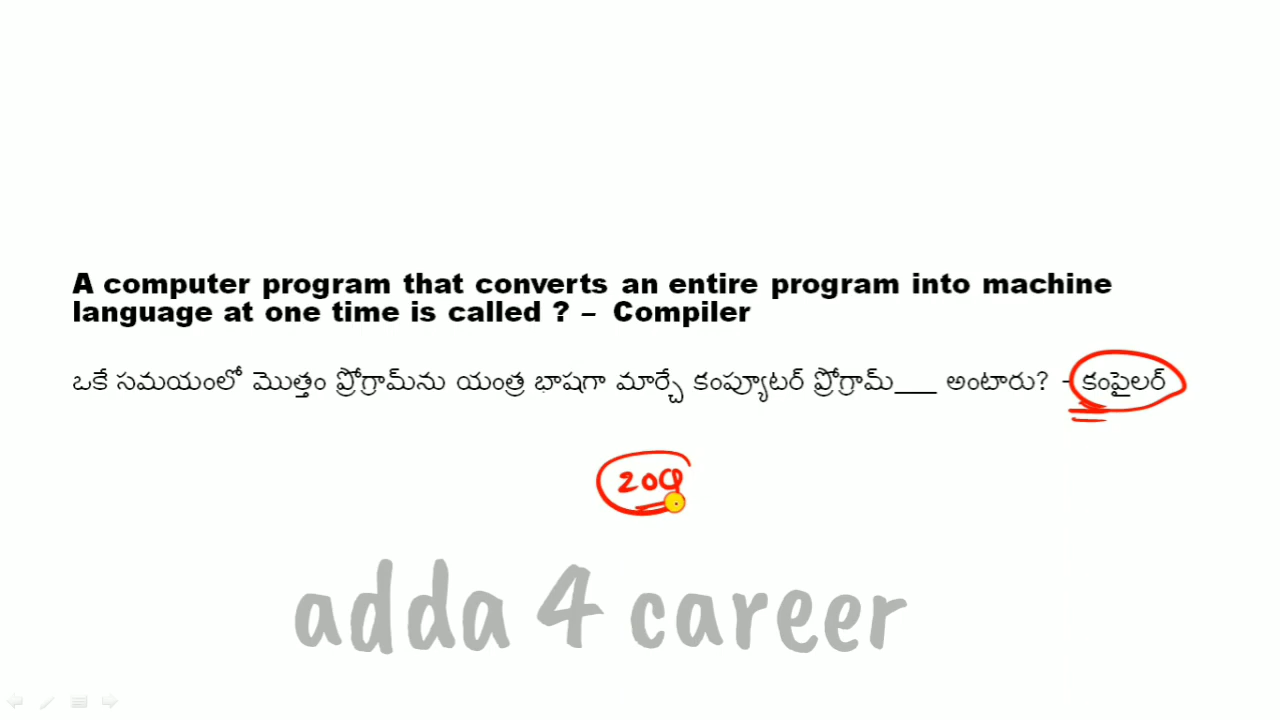 A computer program that converts an entire program into machine
language at one time is called ? – Compiler
ఒకే సమయంలో మొత్తం ప్రోగ్రామ్‌ను యంత్ర భాషగా మార్చే కంప్యూటర్ ప్రోగ్రామ్___ అంటారు? - కంపైలర్
adda 4 career